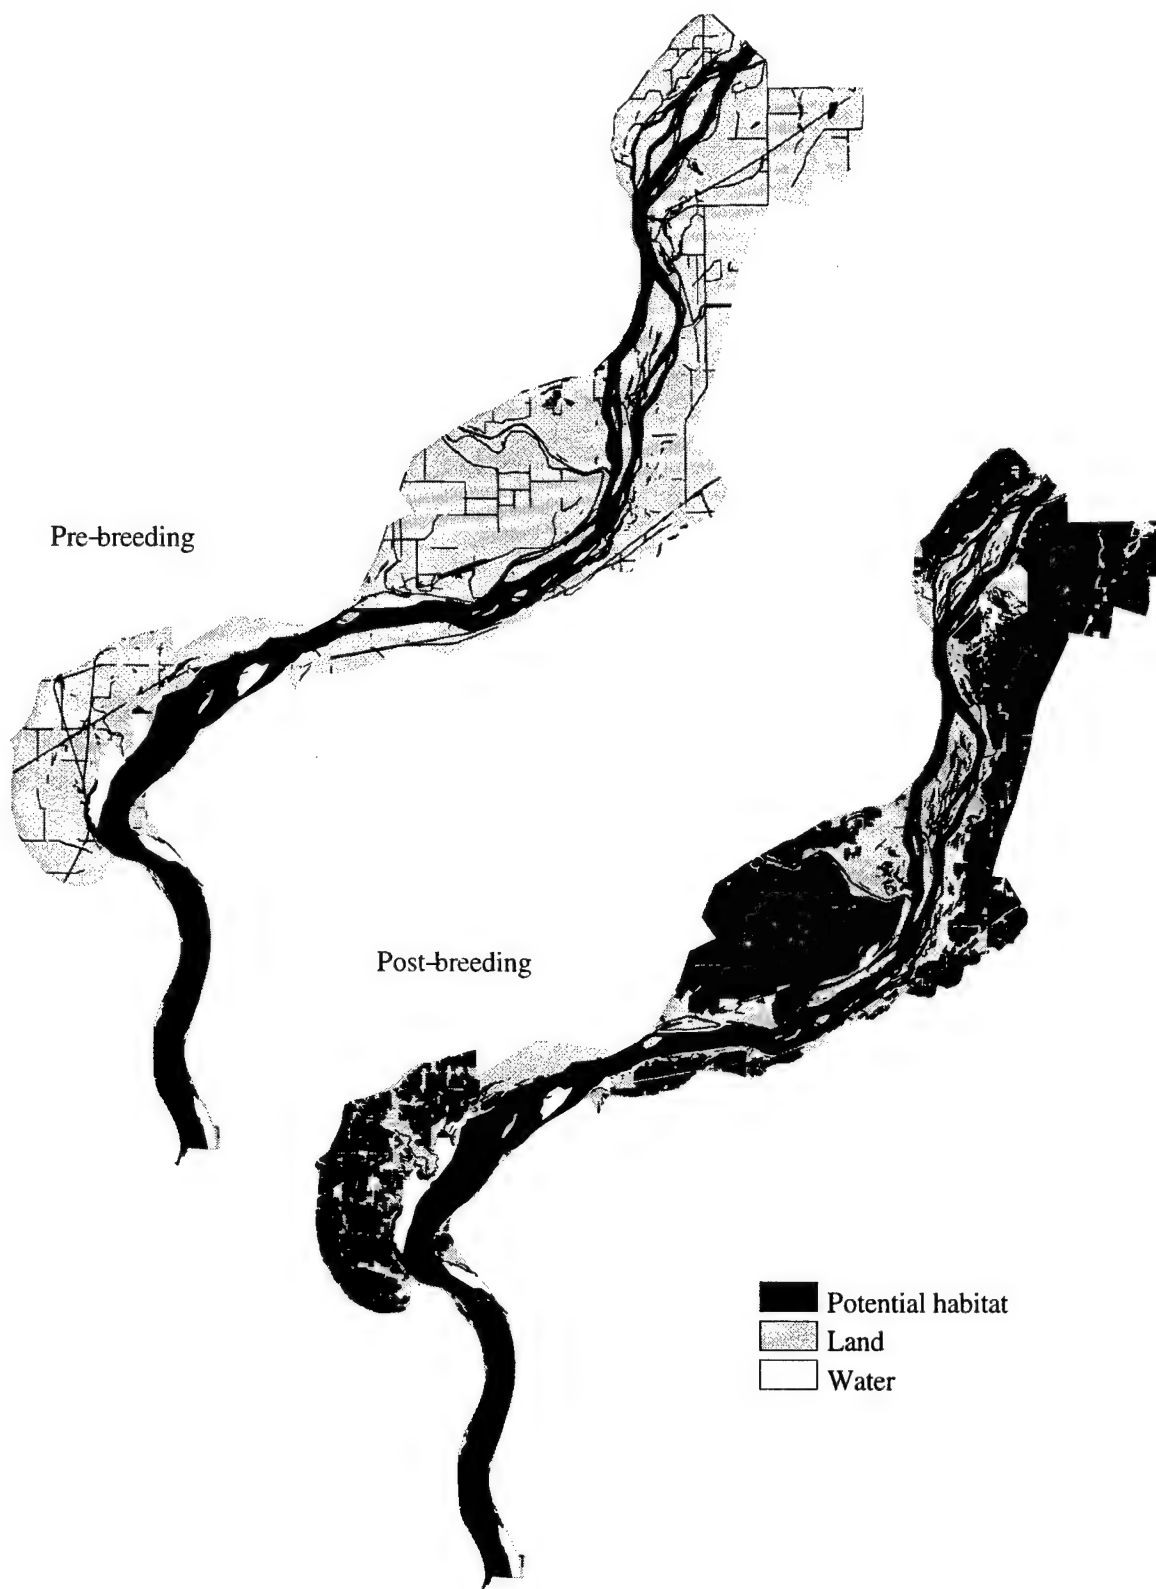 Pre-breeding
Post-breeding
Potential habitat
Land
Water